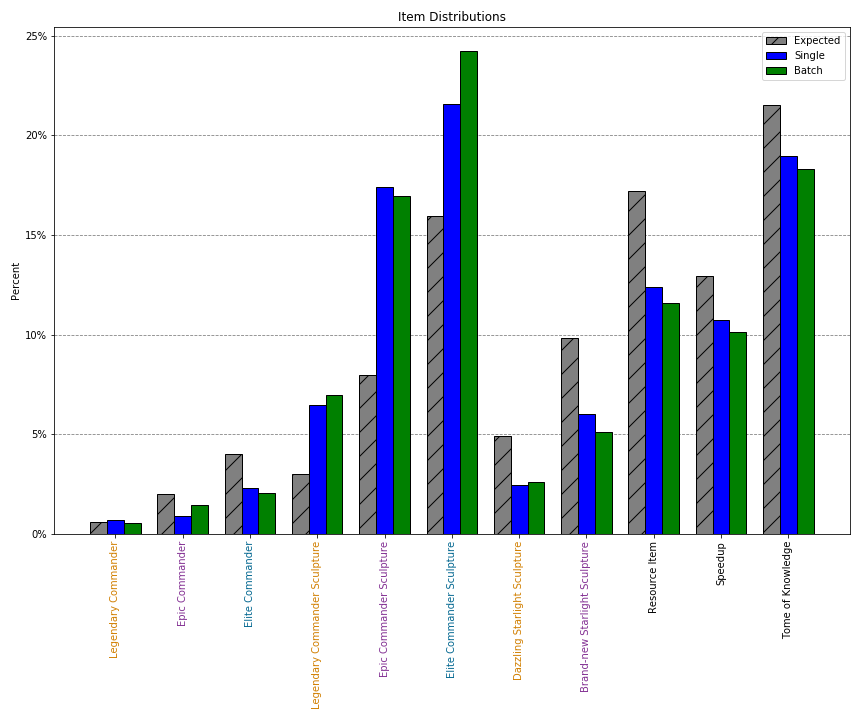 Item Distributions
Expected
Single
Batch
25%
20%
15%
10%
5%
0%
Percent
Legendary Commander
Epic Commander
Elite Commander
Legendary Commander Sculpture
Epic Commander Sculpture
Elite Commander Sculpture
Dazzling Starlight Sculpture
Brand-new Starlight Sculpture
Resource Item
Speedup
Tome of Knowledge